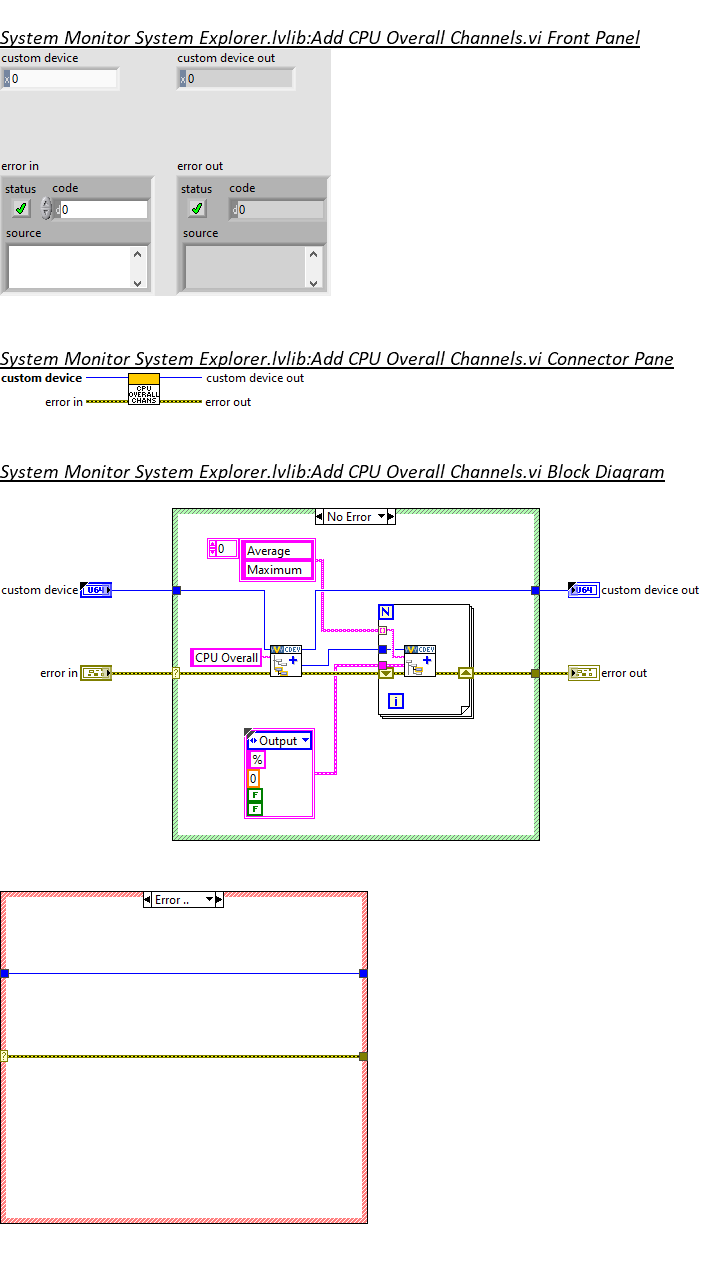 System Monitor System Explorer.lvlib:Add CPU Overall Channels.vi Front Panel
custom device custom device out
x 0 x 0
error in error out
status code status code
d 0 d 0
source source
System Monitor System Explorer.lvlib:Add CPU Overall Channels.vi Connector Pane
custom device custom device out
CPU
OVERALL
CHANS
error in error out
System Monitor System Explorer.lvlib:Add CPU Overall Channels.vi Block Diagram
No Error
0 Average
Maximum
custom device U64 U64 custom device out
N
CPU Overall CDEV CDEV
error in ? error out
i
Output
%
0
F
F
Error ..
?